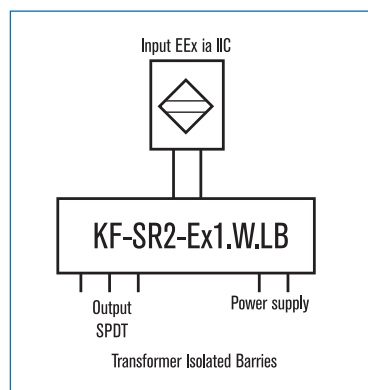 Input EEx ia IIC
KF-SR2-Ex1.W.LB
Output
SPDT
Power supply
Transformer Isolated Barries